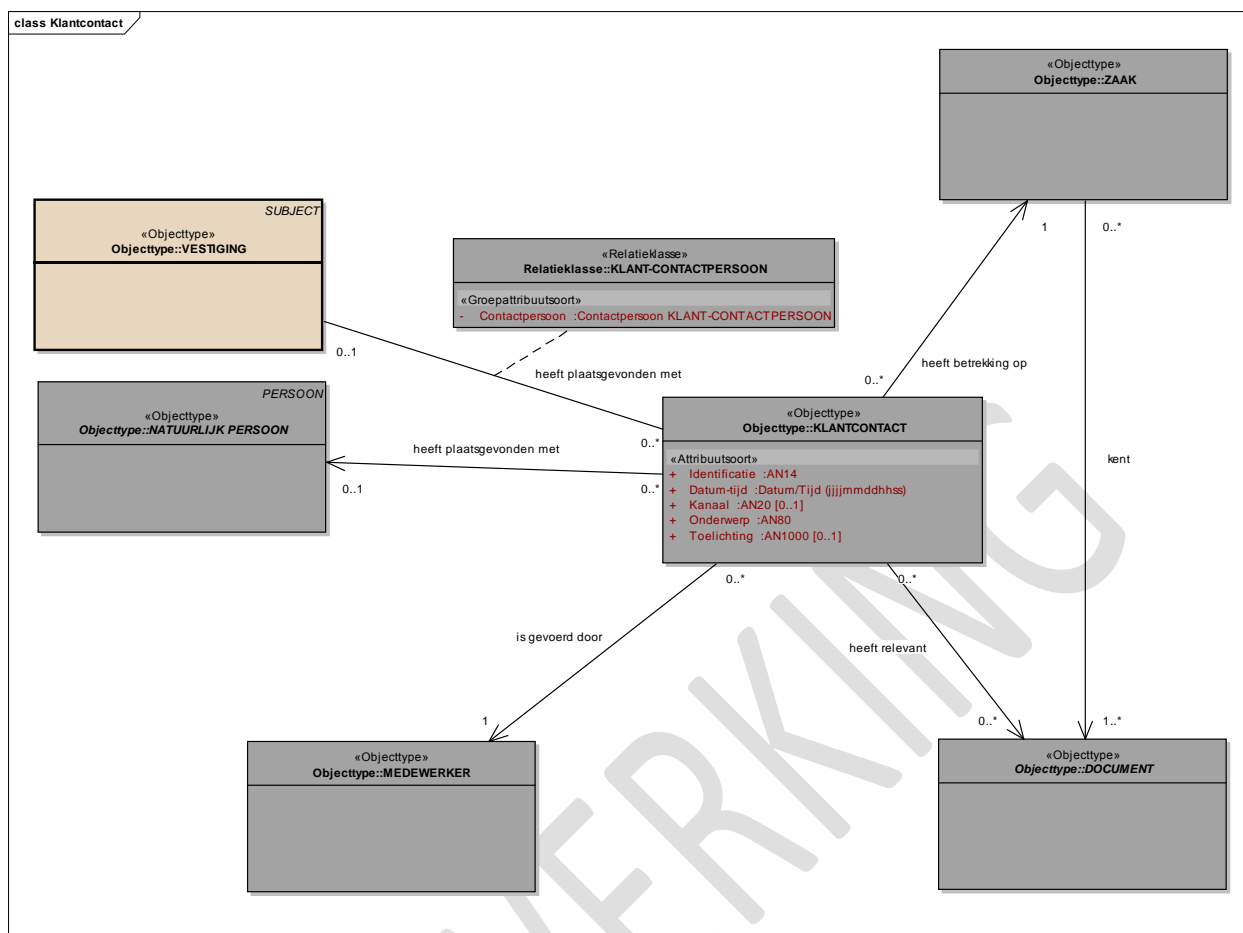 class Klantcontact
«Objecttype»
Objecttype::ZAAK
SUBJECT
«Objecttype»
Objecttype::VESTIGING
«Relatieklasse»
Relatieklasse::KLANT-CONTACTPERSOON
«Groepattribuutsoort»
- Contactpersoon :Contactpersoon KLANT-CONTACTPERSOON
1
0..*
0..1
heeft plaatsgevonden met
heeft betrekking op
0..*
PERSOON
«Objecttype»
Objecttype::NATUURLIJK PERSOON
«Objecttype»
Objecttype::KLANTCONTACT
«Attribuutsoort»
+ Identificatie :AN14
+ Datum-tijd :Datum/Tijd (jjjjmmddhhss)
+ Kanaal :AN20 [0..1]
+ Onderwerp :AN80
+ Toelichting :AN1000 [0..1]
0..*
heeft plaatsgevonden met
0..1
0..*
kent
0..*
0..*
is gevoerd door
heeft relevant
1
0..*
1..*
«Objecttype»
Objecttype::MEDEWERKER
«Objecttype»
Objecttype::DOCUMENT
VERKING